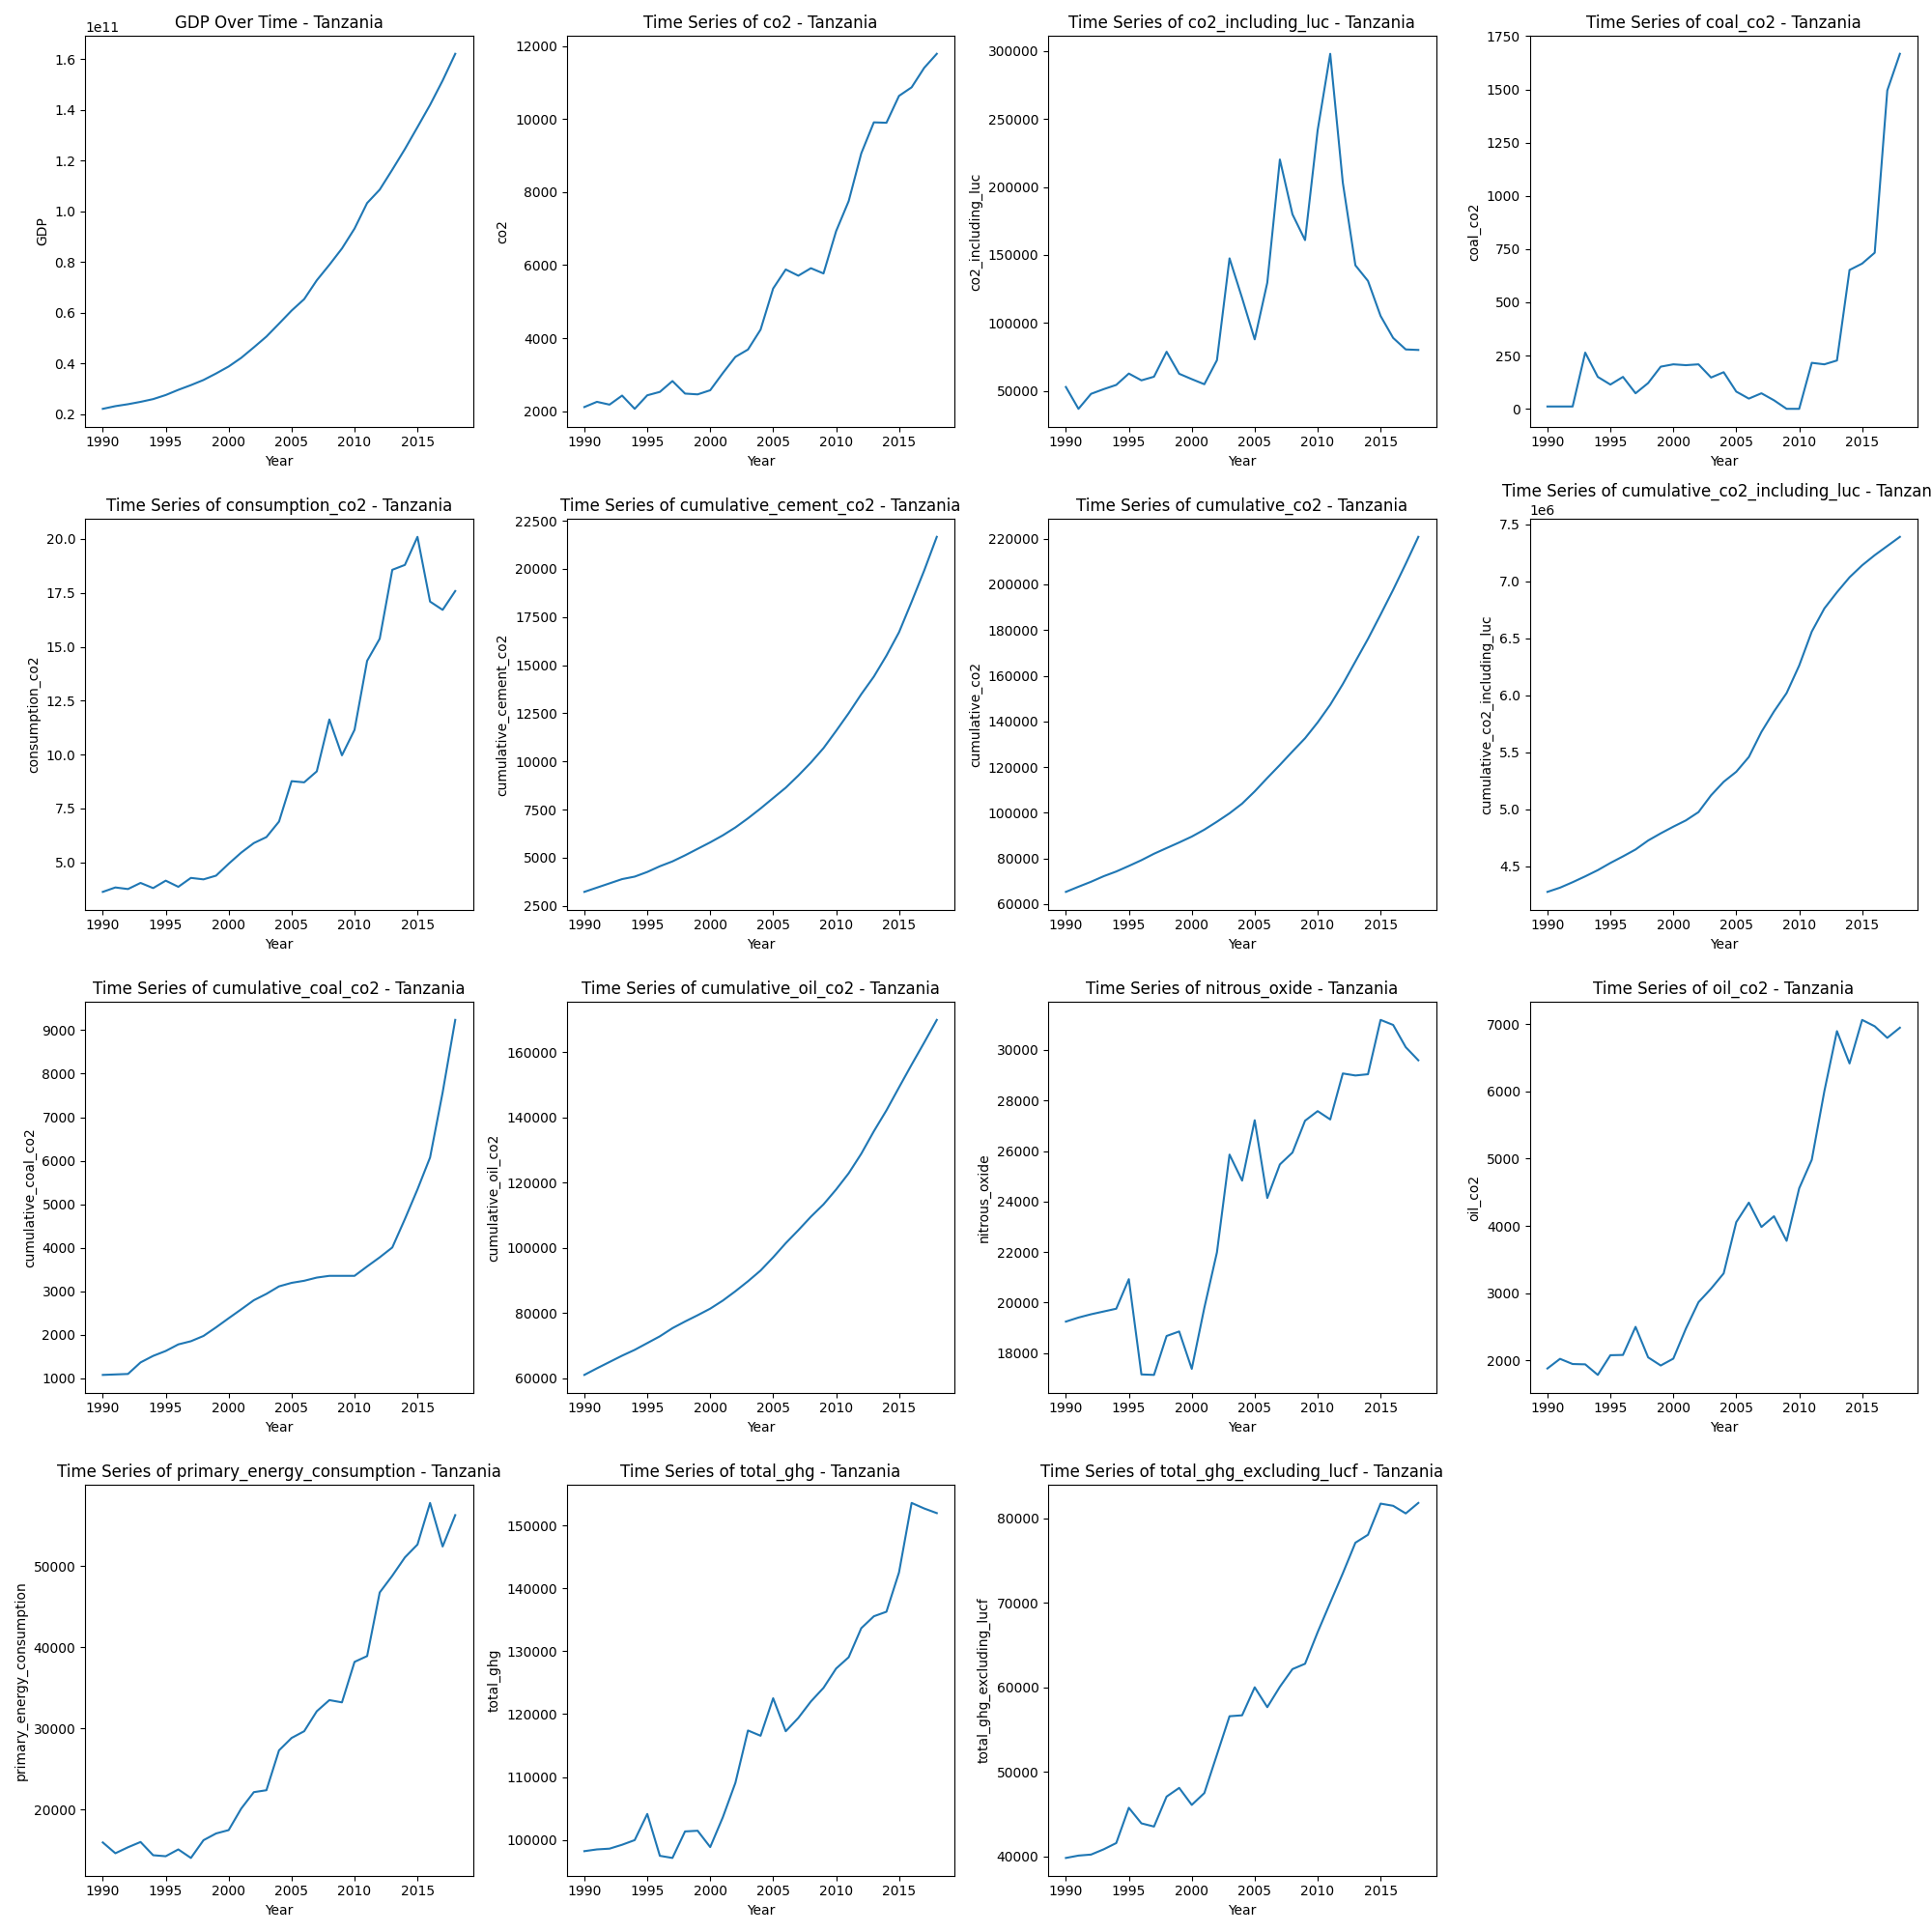 GDP Over Time - Tanzania
1e11
1.6
1.4
1.2
1.0
0.8
0.6
0.4
0.2
GDP
1990 1995 2000 2005 2010 2015
Year
Time Series of co2 - Tanzania
12000
10000
8000
6000
4000
2000
co2
1990 1995 2000 2005 2010 2015
Year
Time Series of co2_including_luc - Tanzania
300000
250000
200000
150000
100000
50000
co2_including_luc
1990 1995 2000 2005 2010 2015
Year
Time Series of coal_co2 - Tanzania
1750
1500
1250
1000
750
500
250
0
coal_co2
1990 1995 2000 2005 2010 2015
Year
Time Series of consumption_co2 - Tanzania
20.0
17.5
15.0
12.5
10.0
7.5
5.0
consumption_co2
1990 1995 2000 2005 2010 2015
Year
Time Series of cumulative_cement_co2 - Tanzania
22500
20000
17500
15000
12500
10000
7500
5000
2500
cumulative_cement_co2
1990 1995 2000 2005 2010 2015
Year
Time Series of cumulative_co2 - Tanzania
220000
200000
180000
160000
140000
120000
100000
80000
60000
cumulative_co2
1990 1995 2000 2005 2010 2015
Year
Time Series of cumulative_co2_including_luc - Tanzan
1e6
7.5
7.0
6.5
6.0
5.5
5.0
4.5
cumulative_co2_including_luc
1990 1995 2000 2005 2010 2015
Year
Time Series of cumulative_coal_co2 - Tanzania
9000
8000
7000
6000
5000
4000
3000
2000
1000
cumulative_coal_co2
1990 1995 2000 2005 2010 2015
Year
Time Series of cumulative_oil_co2 - Tanzania
160000
140000
120000
100000
80000
60000
cumulative_oil_co2
1990 1995 2000 2005 2010 2015
Year
Time Series of nitrous_oxide - Tanzania
30000
28000
26000
24000
22000
20000
18000
nitrous_oxide
1990 1995 2000 2005 2010 2015
Year
Time Series of oil_co2 - Tanzania
7000
6000
5000
4000
3000
2000
oil_co2
1990 1995 2000 2005 2010 2015
Year
Time Series of primary_energy_consumption - Tanzania
50000
40000
30000
20000
primary_energy_consumption
1990 1995 2000 2005 2010 2015
Year
Time Series of total_ghg - Tanzania
150000
140000
130000
120000
110000
100000
total_ghg
1990 1995 2000 2005 2010 2015
Year
Time Series of total_ghg_excluding_lucf - Tanzania
80000
70000
60000
50000
40000
total_ghg_excluding_lucf
1990 1995 2000 2005 2010 2015
Year